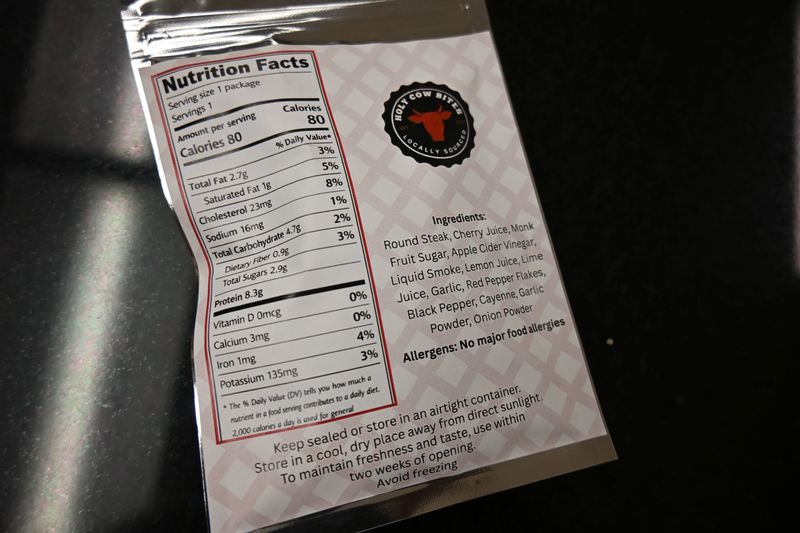 Nutrition Facts
Serving size 1 package
Servings 1
Amount per serving Calories
Calories 80 80
% Daily Value*
Total Fat 2.7g 3%
Saturated Fat 1g 5%
Cholesterol 23mg 8%
Sodium 16mg 1%
Total Carbohydrate 4.7g 2%
Dietary Fiber 0.9g 3%
Total Sugars 2.9g
Protein 8.3g
Vitamin D 0mcg 0%
Calcium 3mg 0%
Iron 1mg 4%
Potassium 135mg 3%
* The % Daily Value (DV) tells you how much a
nutrient in a food serving contributes to a daily diet.
2,000 calories a day is used for general
HOLY COW BITES
LOCALLY SOURCED
Ingredients:
Round Steak, Cherry Juice, Monk
Fruit Sugar, Apple Cider Vinegar,
Liquid Smoke, Lemon Juice, Lime
Juice, Garlic, Red Pepper Flakes,
Black Pepper, Cayenne, Garlic
Powder, Onion Powder
Allergens: No major food allergies
Keep sealed or store in an airtight container.
Store in a cool, dry place away from direct sunlight.
To maintain freshness and taste, use within
two weeks of opening.
Avoid freezing